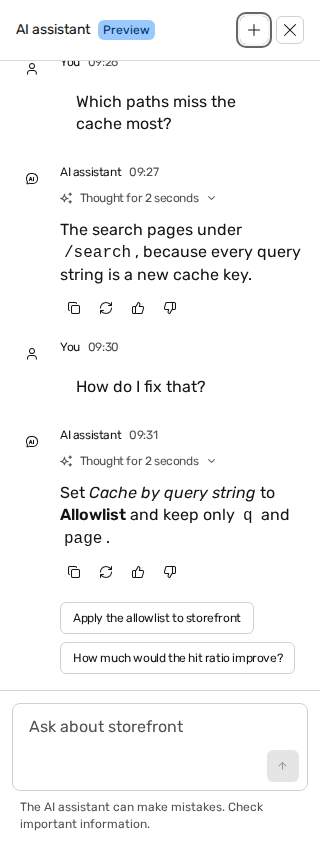 AI assistant Preview
You 09:26
Which paths miss the
cache most?
AI assistant 09:27
Thought for 2 seconds
The search pages under
/search, because every query
string is a new cache key.
You 09:30
How do I fix that?
AI assistant 09:31
Thought for 2 seconds
Set Cache by query string to
Allowlist and keep only q and
page.
Apply the allowlist to storefront
How much would the hit ratio improve?
Ask about storefront
The AI assistant can make mistakes. Check
important information.